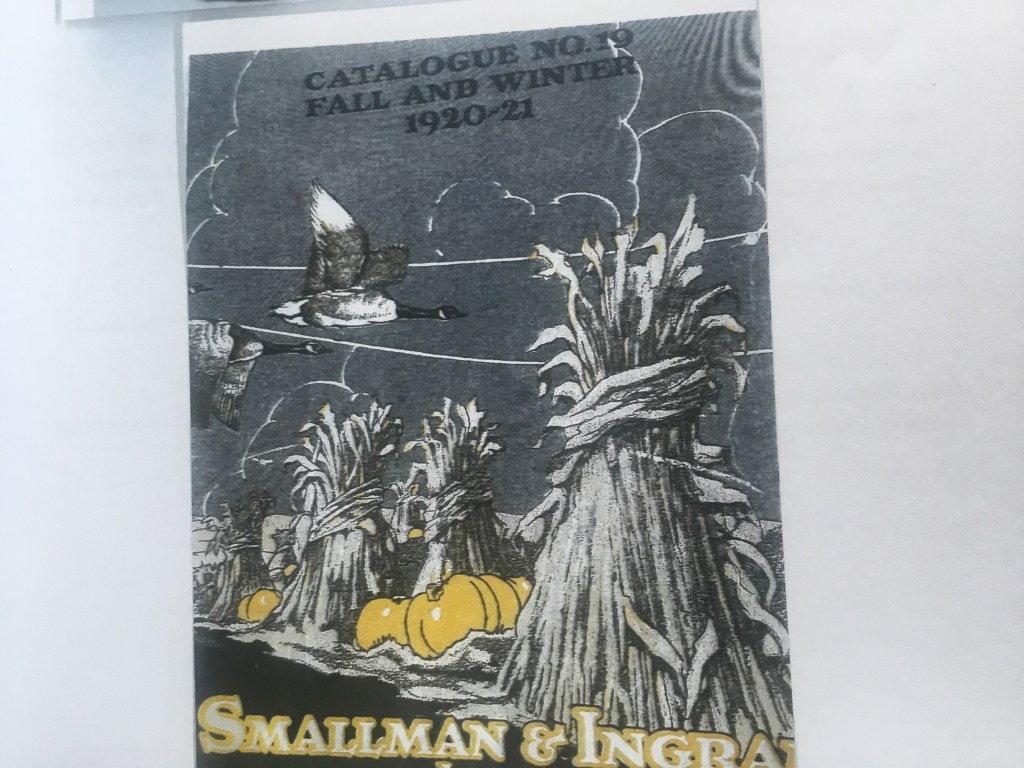 CATALOGUE NO.19
FALL AND WINTER
1920-21
SMALLMAN & INGRA